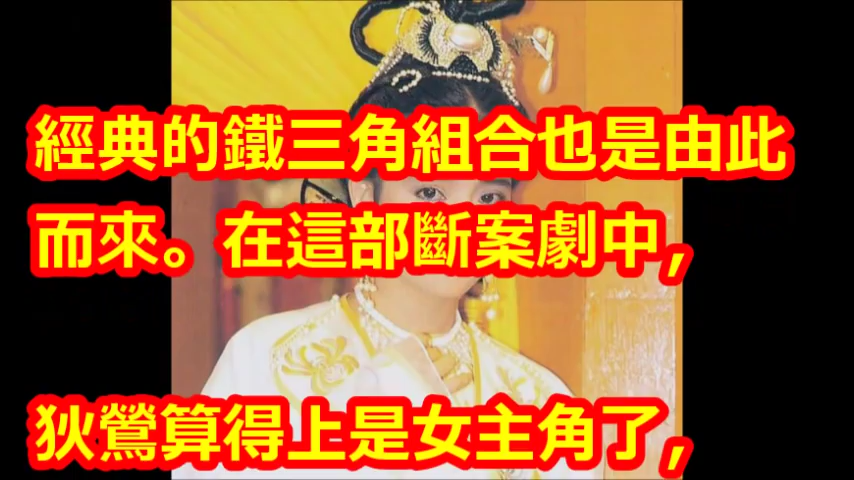 經典的鐵三角組合也是由此
而來。在這部斷案劇中，
狄鶯算得上是女主角了，